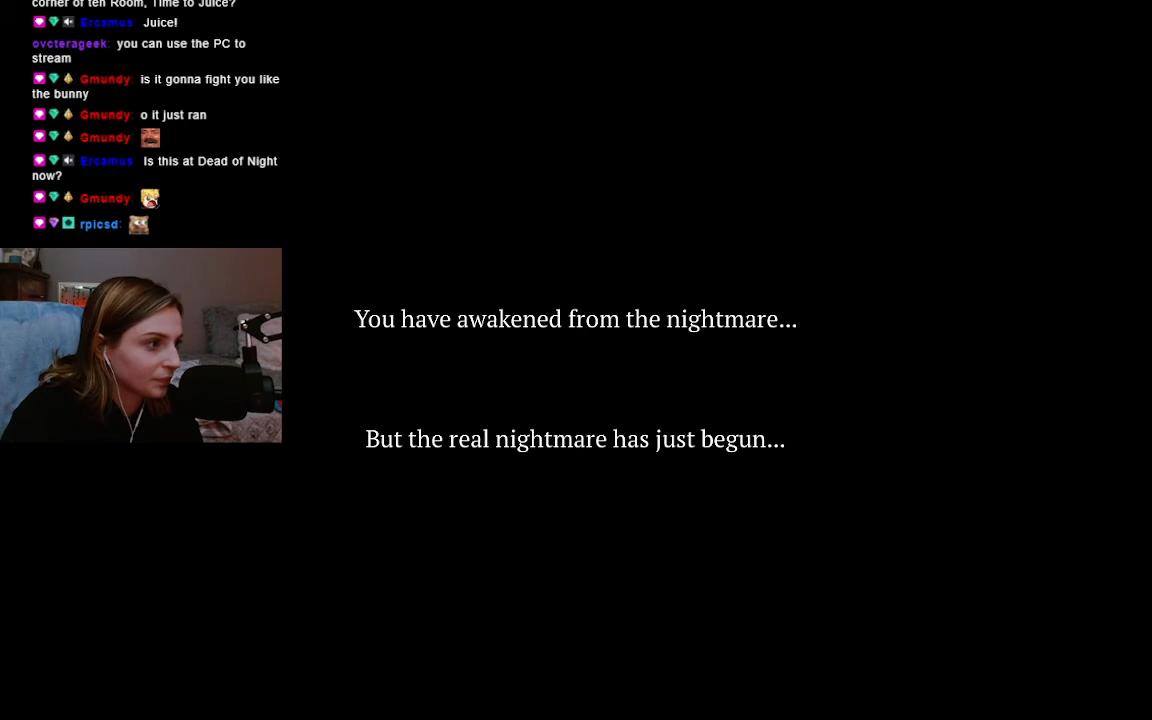 corner of ten Room, Time to Juice?
Ercamus Juice!
ovcterageek: you can use the PC to
stream
Gmundy: is it gonna fight you like
the bunny
Gmundy: o it just ran
Gmundy:
Ercamus Is this at Dead of Night
now?
Gmundy:
rpicsd:
You have awakened from the nightmare...
But the real nightmare has just begun...